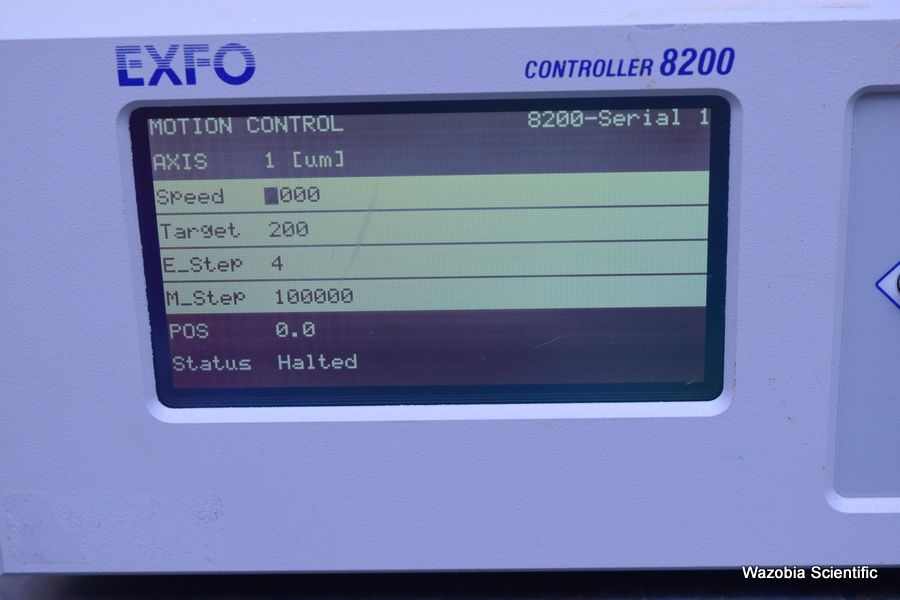 EXFO
CONTROLLER 8200
MOTION CONTROL 8200-Serial 1
AXIS 1 [um]
Speed 000
Target 200
E_Step 4
M_Step 100000
POS 0.0
Status Halted
Wazobia Scientific